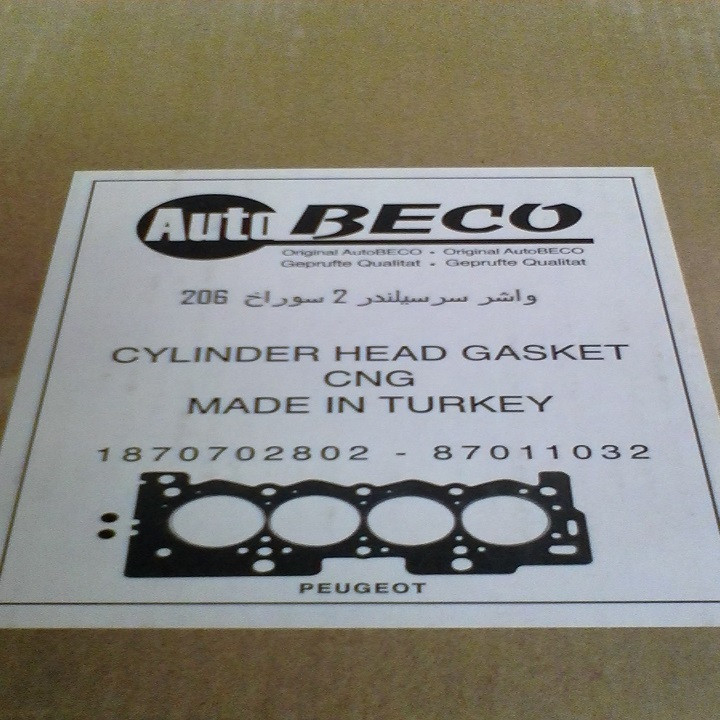 Auto BECO
Original AutoBECO - Original AutoBECO
Geprufte Qualitat - Geprufte Qualitat
واشر سرسیلندر 2 سوراخ 206
CYLINDER HEAD GASKET
CNG
MADE IN TURKEY
1870702802 - 87011032
PEUGEOT